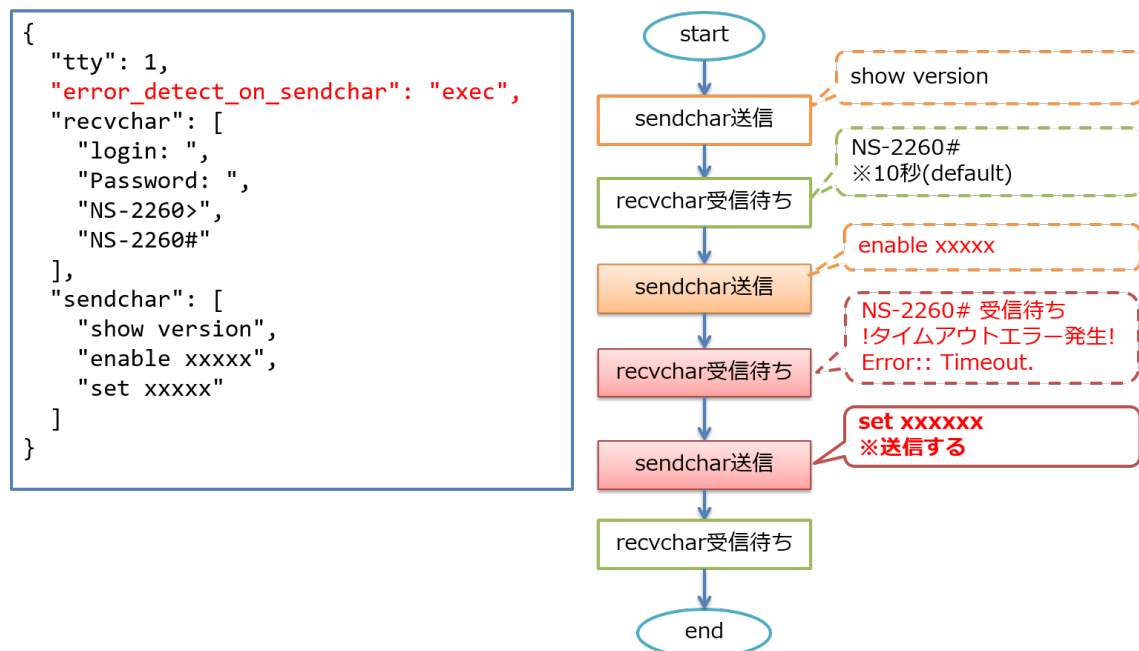 {
  "tty": 1,
  "error_detect_on_sendchar": "exec",
  "recvchar": [
    "login: ",
    "Password: ",
    "NS-2260>",
    "NS-2260#"
  ],
  "sendchar": [
    "show version",
    "enable xxxxx",
    "set xxxxx"
  ]
}
start
sendchar送信
show version
recvchar受信待ち
NS-2260#
※10秒(default)
sendchar送信
enable xxxxx
recvchar受信待ち
NS-2260# 受信待ち
!タイムアウトエラー発生!
Error:: Timeout.
sendchar送信
set xxxxxx
※送信する
recvchar受信待ち
end